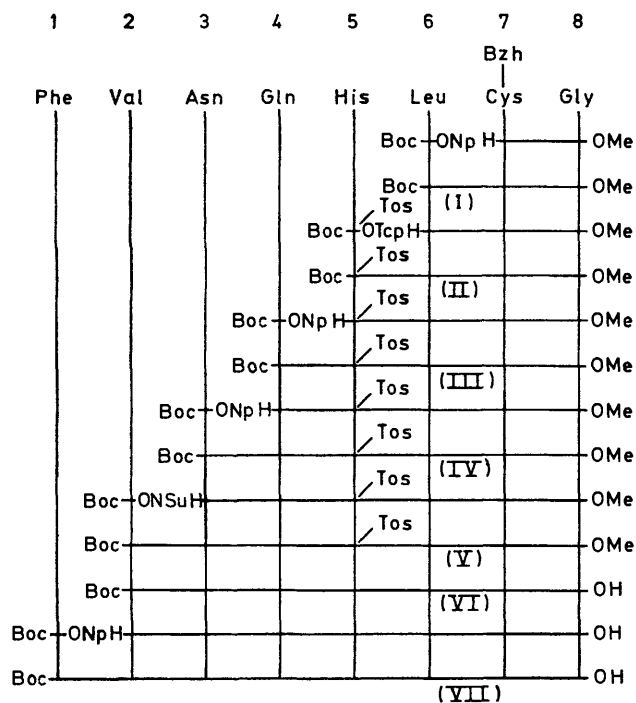 1 2 3 4 5 6 7 8
Bzh
Phe Val Asn Gln His Leu Cys Gly
Boc ONp H OMe
Boc OMe
(I)
Tos
Boc OTcp H OMe
Tos
Boc OMe
(II)
Tos
Boc ONp H OMe
Tos
Boc OMe
(III)
Tos
Boc ONp H OMe
Tos
Boc OMe
(IV)
Tos
Boc ONSu H OMe
Tos
Boc OMe
(V)
Boc OH
(VI)
Boc ONp H OH
Boc OH
(VII)